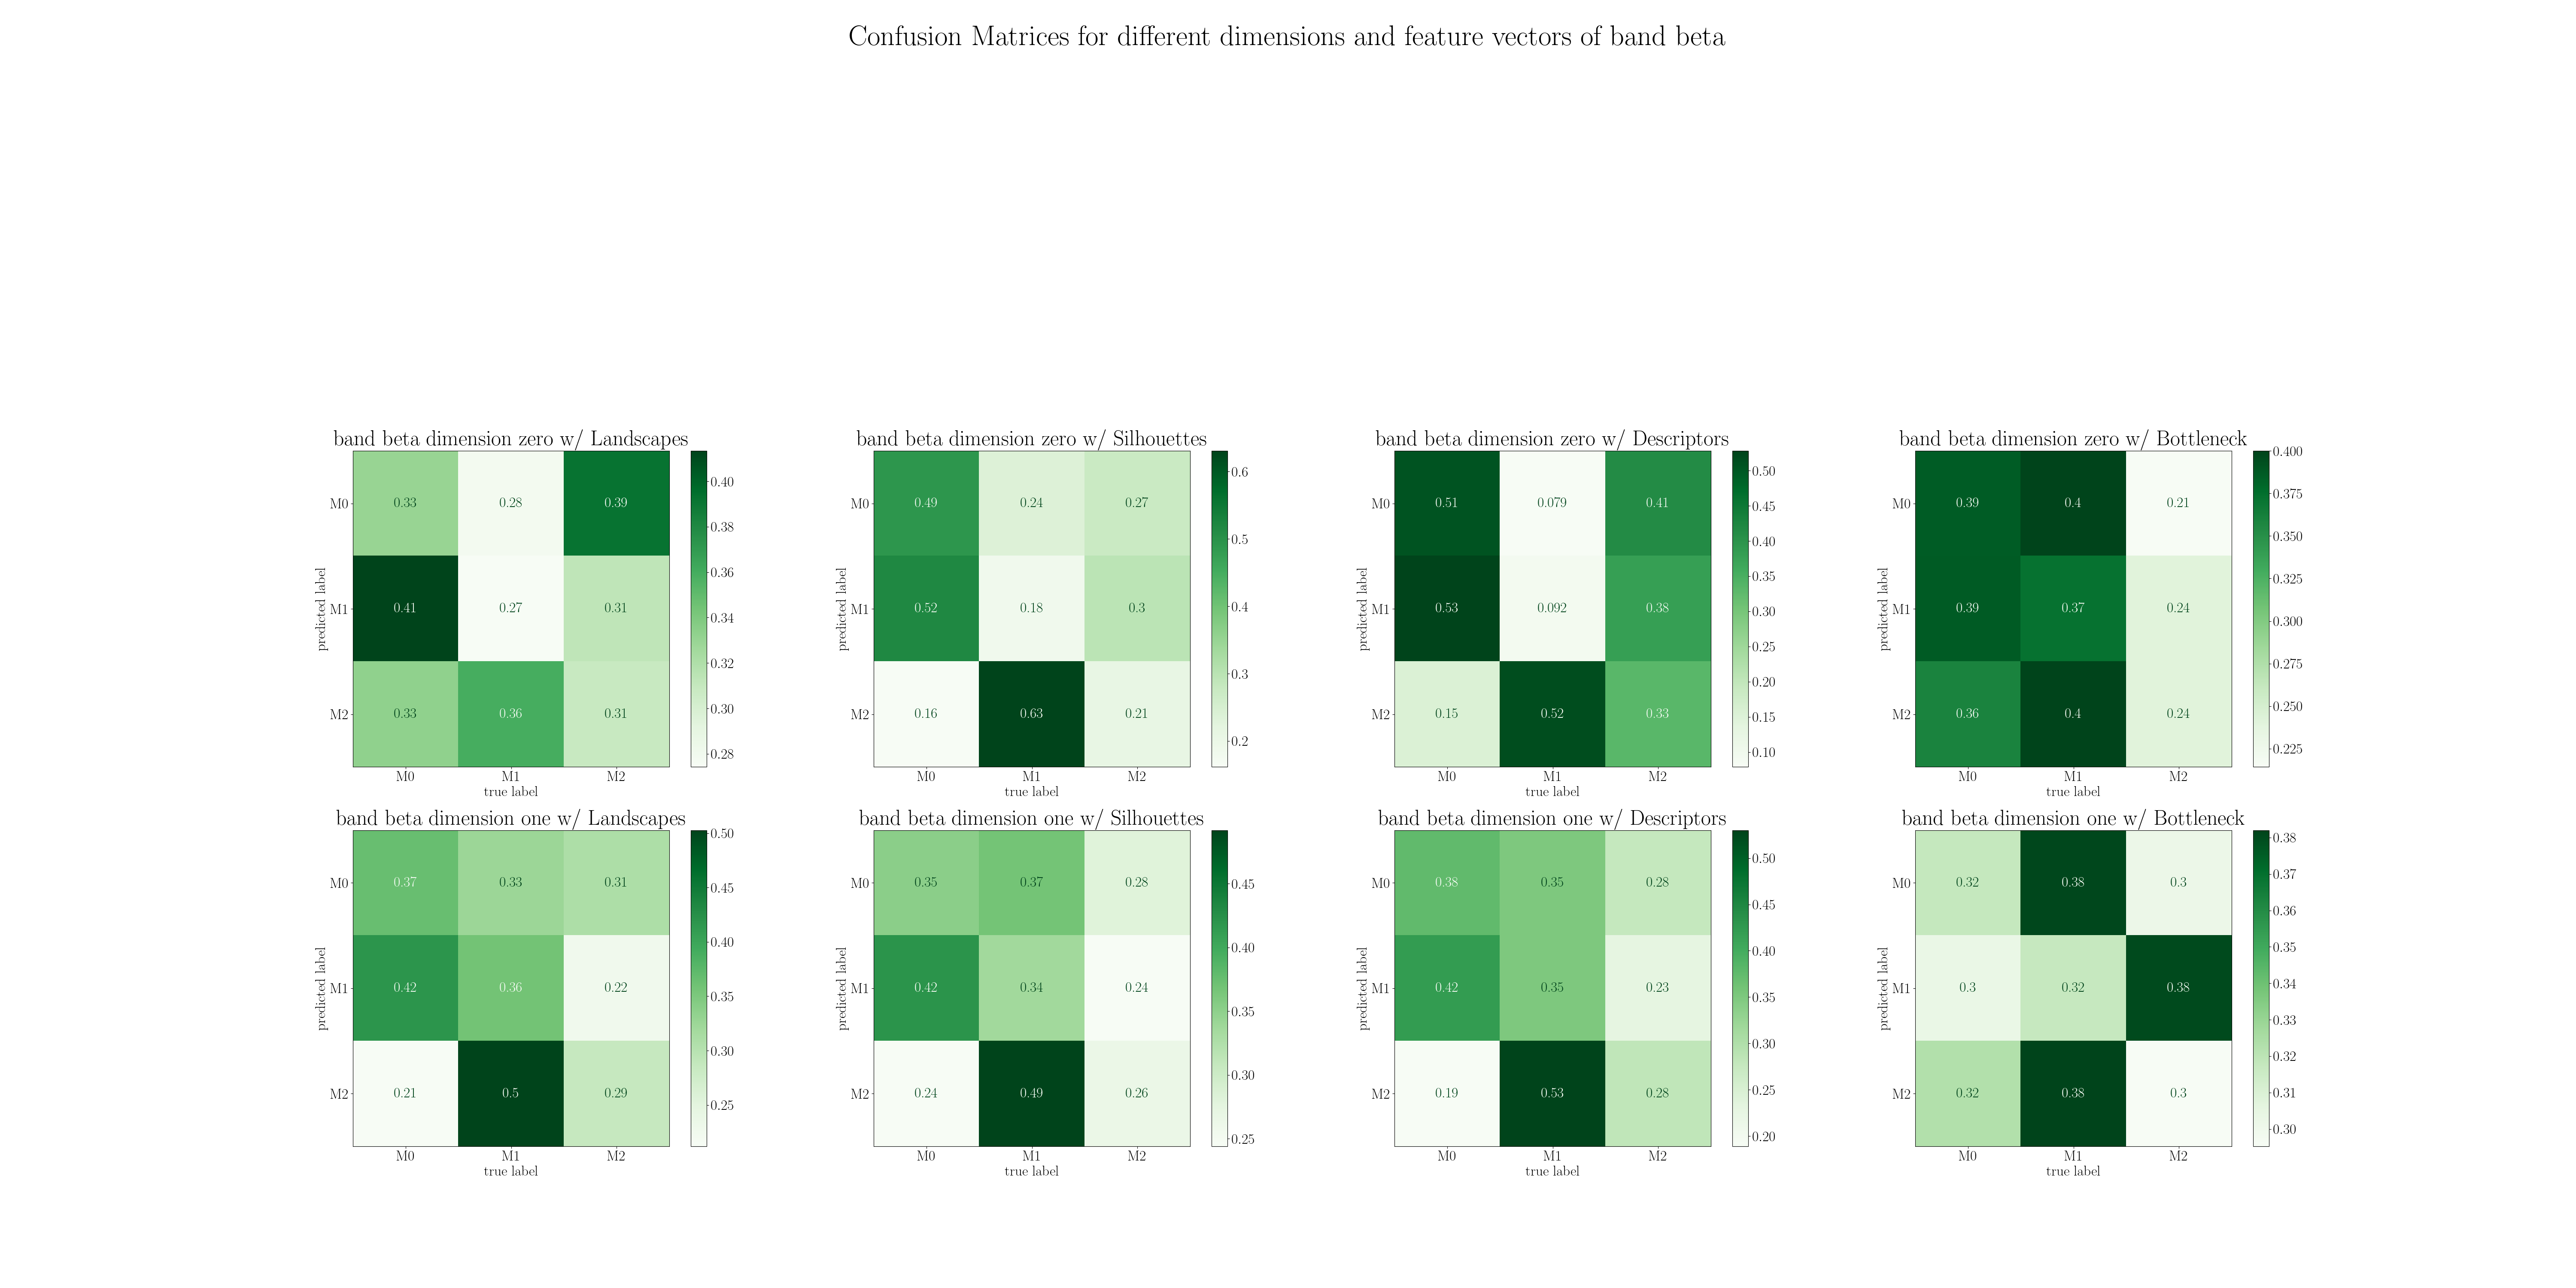 Confusion Matrices for different dimensions and feature vectors of band beta
band beta dimension zero w/ Landscapes
M0
M1
M2
predicted label
0.33 0.28 0.39
0.41 0.27 0.31
0.33 0.36 0.31
M0 M1 M2
true label
0.40
0.38
0.36
0.34
0.32
0.30
0.28
band beta dimension zero w/ Silhouettes
M0
M1
M2
predicted label
0.49 0.24 0.27
0.52 0.18 0.3
0.16 0.63 0.21
M0 M1 M2
true label
0.6
0.5
0.4
0.3
0.2
band beta dimension zero w/ Descriptors
M0
M1
M2
predicted label
0.51 0.079 0.41
0.53 0.092 0.38
0.15 0.52 0.33
M0 M1 M2
true label
0.50
0.45
0.40
0.35
0.30
0.25
0.20
0.15
0.10
band beta dimension zero w/ Bottleneck
M0
M1
M2
predicted label
0.39 0.4 0.21
0.39 0.37 0.24
0.36 0.4 0.24
M0 M1 M2
true label
0.400
0.375
0.350
0.325
0.300
0.275
0.250
0.225
band beta dimension one w/ Landscapes
M0
M1
M2
predicted label
0.37 0.33 0.31
0.42 0.36 0.22
0.21 0.5 0.29
M0 M1 M2
true label
0.50
0.45
0.40
0.35
0.30
0.25
band beta dimension one w/ Silhouettes
M0
M1
M2
predicted label
0.35 0.37 0.28
0.42 0.34 0.24
0.24 0.49 0.26
M0 M1 M2
true label
0.45
0.40
0.35
0.30
0.25
band beta dimension one w/ Descriptors
M0
M1
M2
predicted label
0.38 0.35 0.28
0.42 0.35 0.23
0.19 0.53 0.28
M0 M1 M2
true label
0.50
0.45
0.40
0.35
0.30
0.25
0.20
band beta dimension one w/ Bottleneck
M0
M1
M2
predicted label
0.32 0.38 0.3
0.3 0.32 0.38
0.32 0.38 0.3
M0 M1 M2
true label
0.38
0.37
0.36
0.35
0.34
0.33
0.32
0.31
0.30